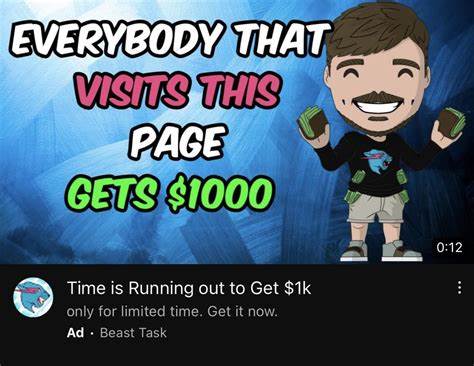 EVERYBODY THAT
VISITS THIS
PAGE
GETS $1000
0:12
Time is Running out to Get $1k
only for limited time. Get it now.
Ad · Beast Task